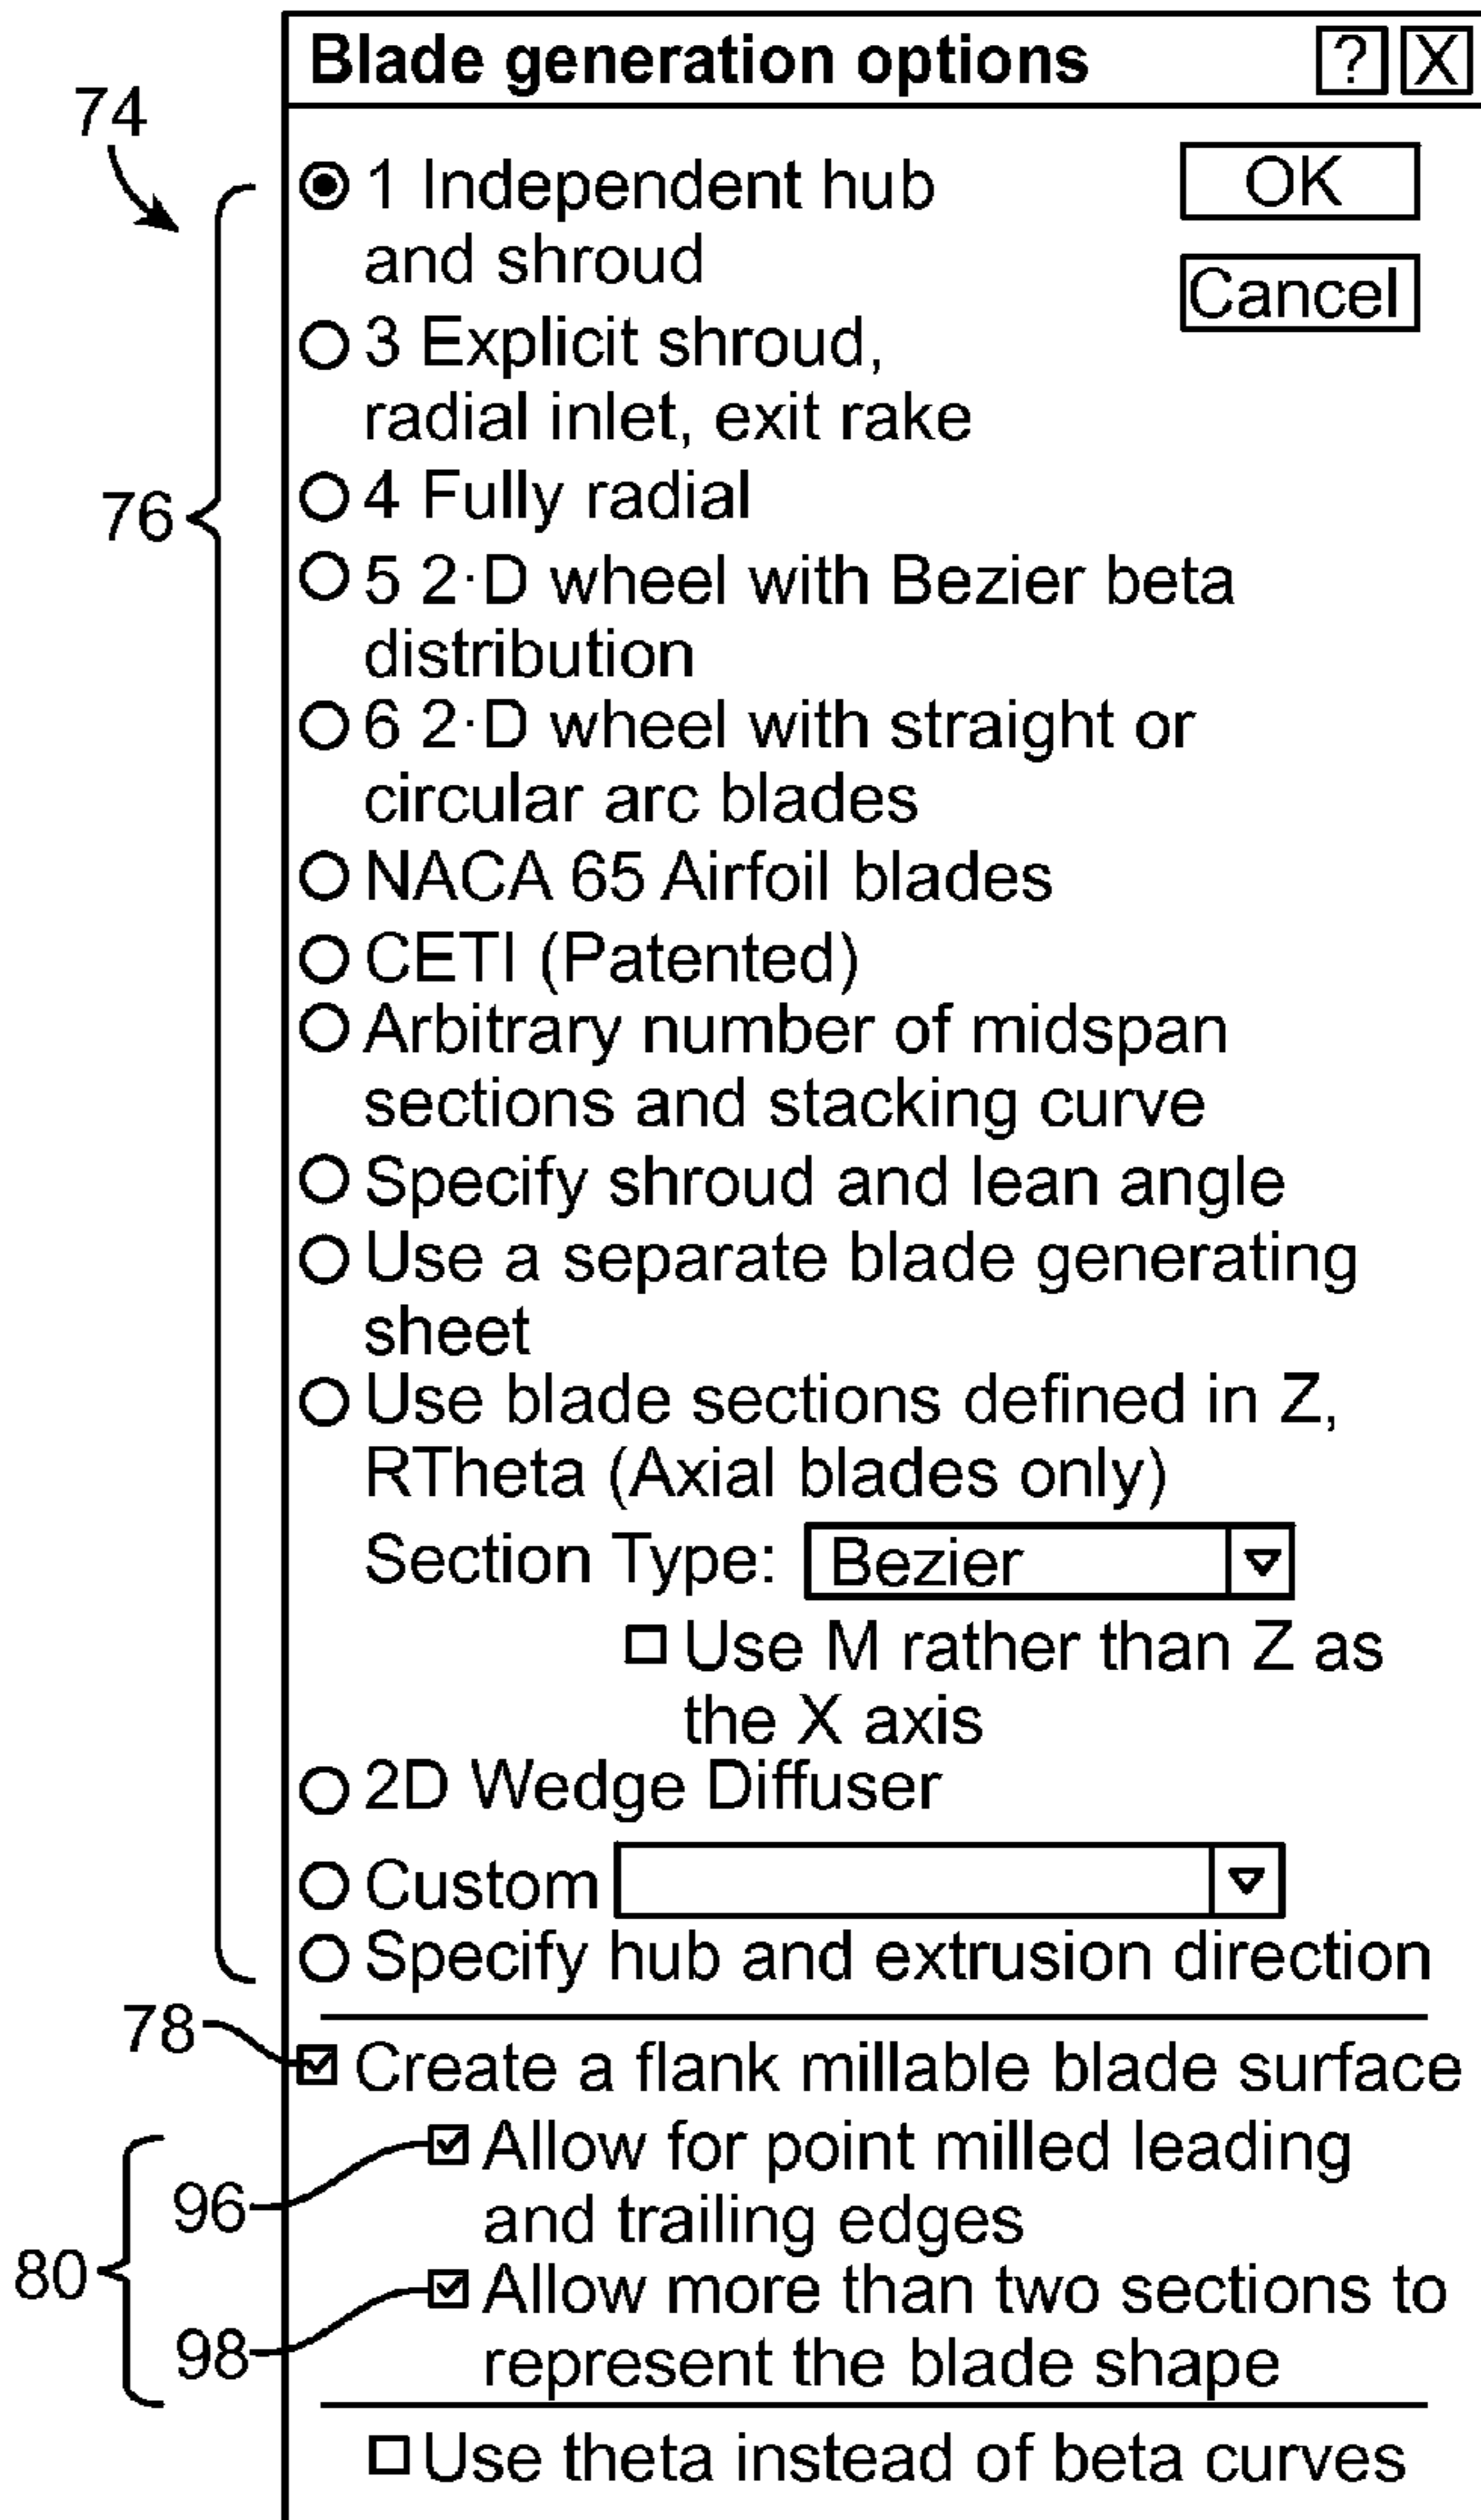 Blade generation options ? X
74
1 Independent hub
and shroud
OK
Cancel
3 Explicit shroud,
radial inlet, exit rake
76
4 Fully radial
5 2·D wheel with Bezier beta
distribution
6 2·D wheel with straight or
circular arc blades
NACA 65 Airfoil blades
CETI (Patented)
Arbitrary number of midspan
sections and stacking curve
Specify shroud and lean angle
Use a separate blade generating
sheet
Use blade sections defined in Z,
RTheta (Axial blades only)
Section Type: Bezier
Use M rather than Z as
the X axis
2D Wedge Diffuser
Custom
Specify hub and extrusion direction
78
Create a flank millable blade surface
80
96
Allow for point milled leading
and trailing edges
98
Allow more than two sections to
represent the blade shape
Use theta instead of beta curves